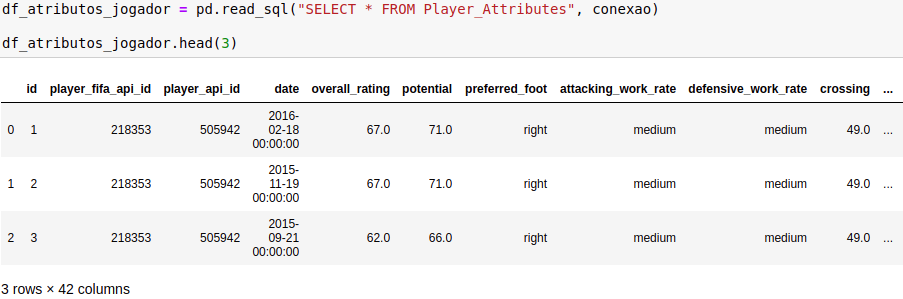 df_atributos_jogador = pd.read_sql("SELECT * FROM Player_Attributes", conexao)
df_atributos_jogador.head(3)
id player_fifa_api_id player_api_id date overall_rating potential preferred_foot attacking_work_rate defensive_work_rate crossing ...
0 1 218353 505942 2016-02-18 00:00:00 67.0 71.0 right medium medium 49.0 ...
1 2 218353 505942 2015-11-19 00:00:00 67.0 71.0 right medium medium 49.0 ...
2 3 218353 505942 2015-09-21 00:00:00 62.0 66.0 right medium medium 49.0 ...
3 rows × 42 columns